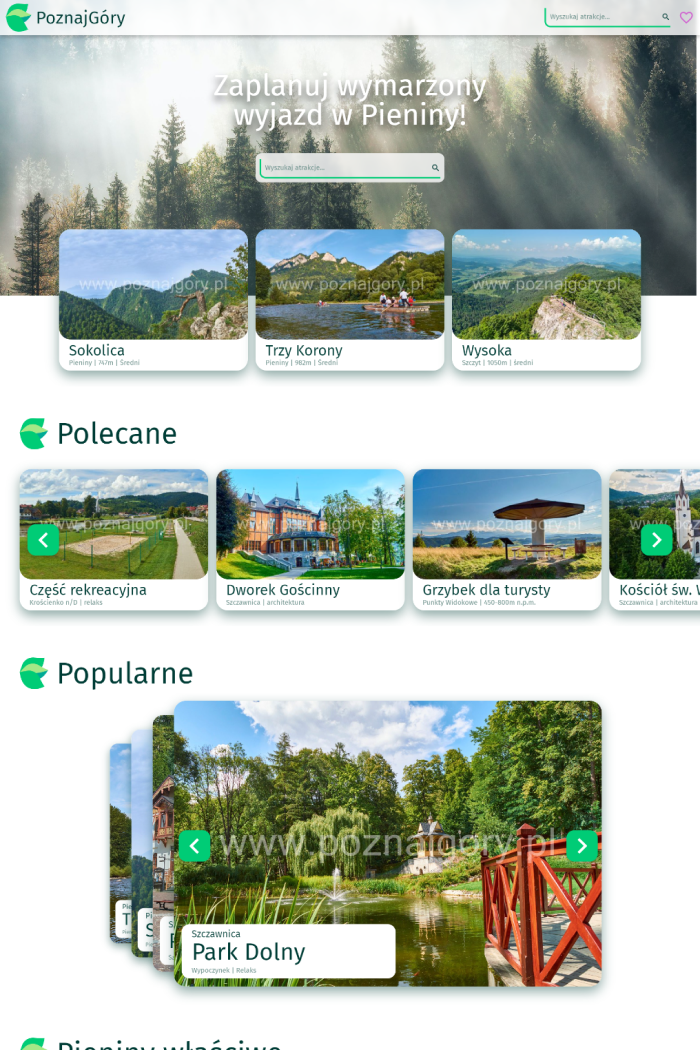 PoznajGóry
Wyszukaj atrakcje...
Zaplanuj wymarzony
wyjazd w Pieniny!
Wyszukaj atrakcje...
www.poznajgory.pl
www.poznajgory.pl
www.poznajgory.pl
Sokolica
Pieniny | 747m | Średni
Trzy Korony
Pieniny | 982m | Średni
Wysoka
Szczyt | 1050m | średni
Polecane
www.poznajgory.pl
www.poznajgory.pl
www.poznajgory.pl
www.po
Część rekreacyjna
Krościenko n/D | relaks
Dworek Gościnny
Szczawnica | architektura
Grzybek dla turysty
Punkty Widokowe | 450-800m n.p.m.
Kościół św. W
Szczawnica | architektura
Popularne
www.poznajgory.pl
Szczawnica
Park Dolny
Wypoczynek | Relaks
Pieniny właściwe